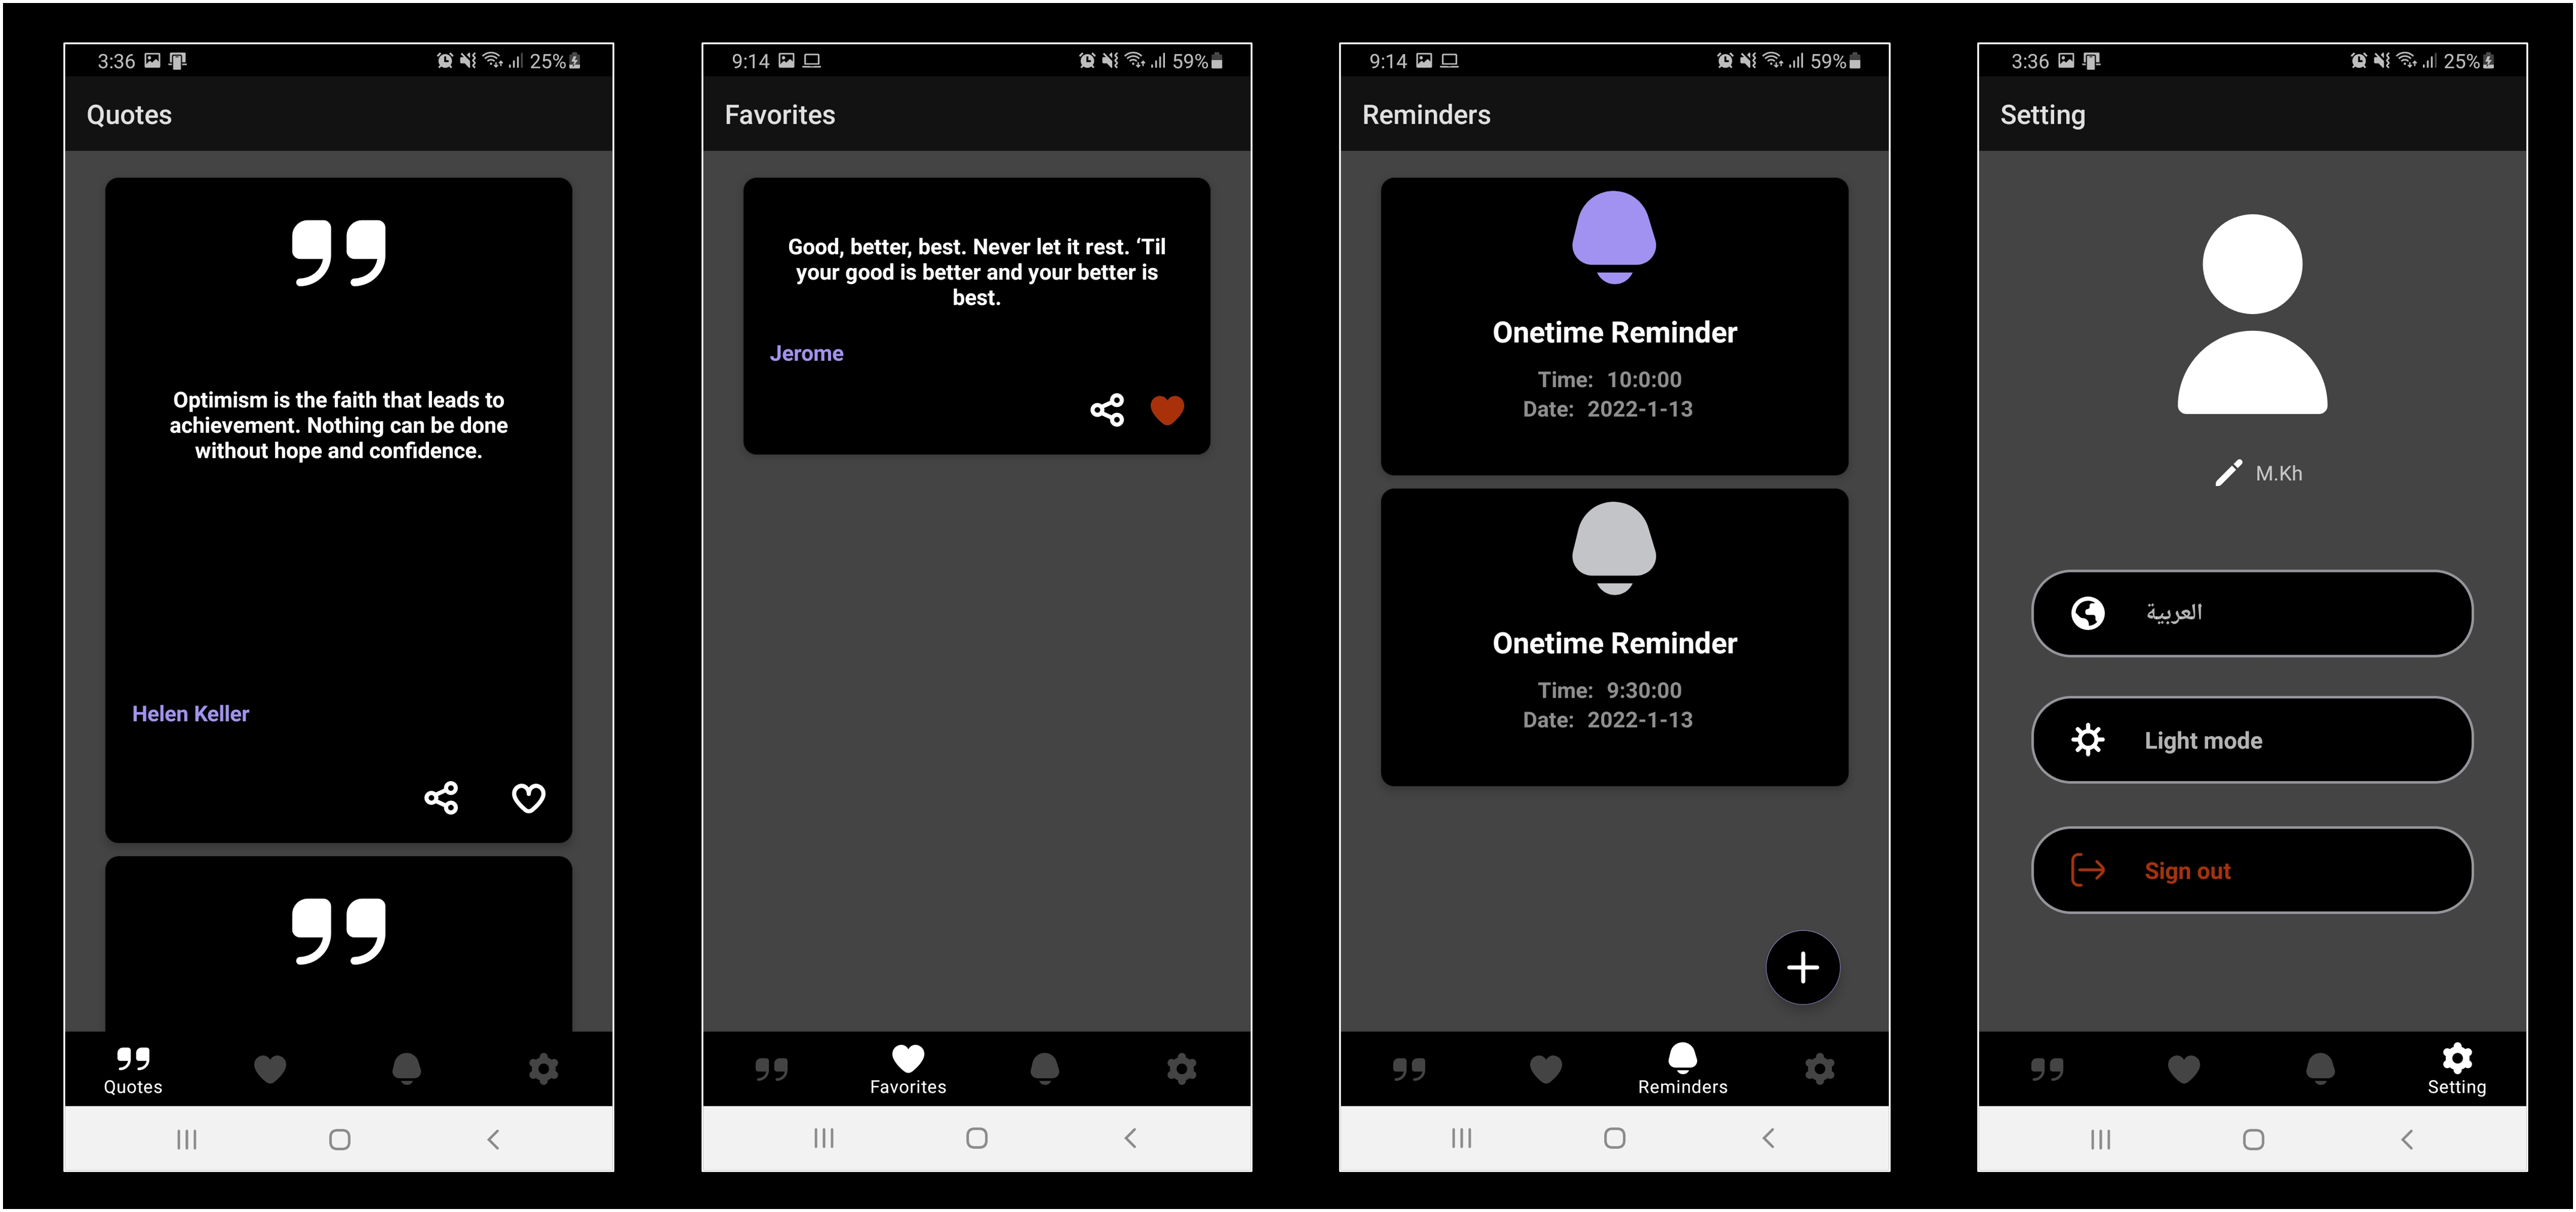 3:36
25%
Quotes
Optimism is the faith that leads to
achievement. Nothing can be done
without hope and confidence.
Helen Keller
Quotes
9:14
59%
Favorites
Good, better, best. Never let it rest. ‘Til
your good is better and your better is
best.
Jerome
Favorites
9:14
59%
Reminders
Onetime Reminder
Time: 10:0:00
Date: 2022-1-13
Onetime Reminder
Time: 9:30:00
Date: 2022-1-13
Reminders
3:36
25%
Setting
M.Kh
العربية
Light mode
Sign out
Setting